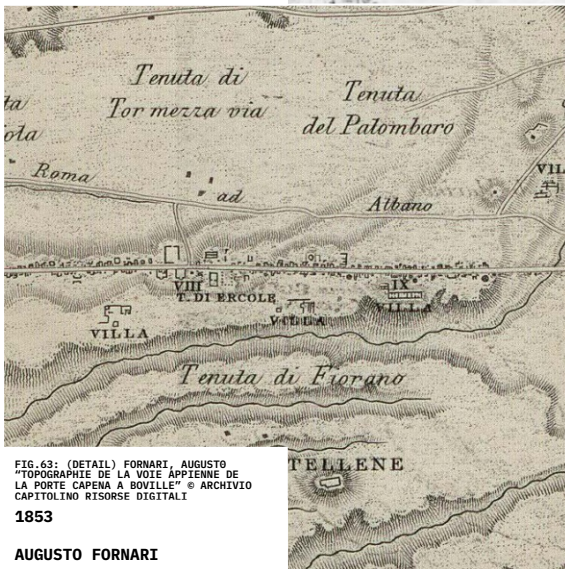 Tenuta di
Tor mezza via
Tenuta
del Palombaro
ta
ola
Roma
ad
Albano
VIL
VIII
T. DI ERCOLE
IX
VILLA
VILLA
VILLA
Tenuta di Fiorano
TELLENE
FIG.63: (DETAIL) FORNARI, AUGUSTO
“TOPOGRAPHIE DE LA VOIE APPIENNE DE
LA PORTE CAPENA A BOVILLE” © ARCHIVIO
CAPITOLINO RISORSE DIGITALI
1853
AUGUSTO FORNARI